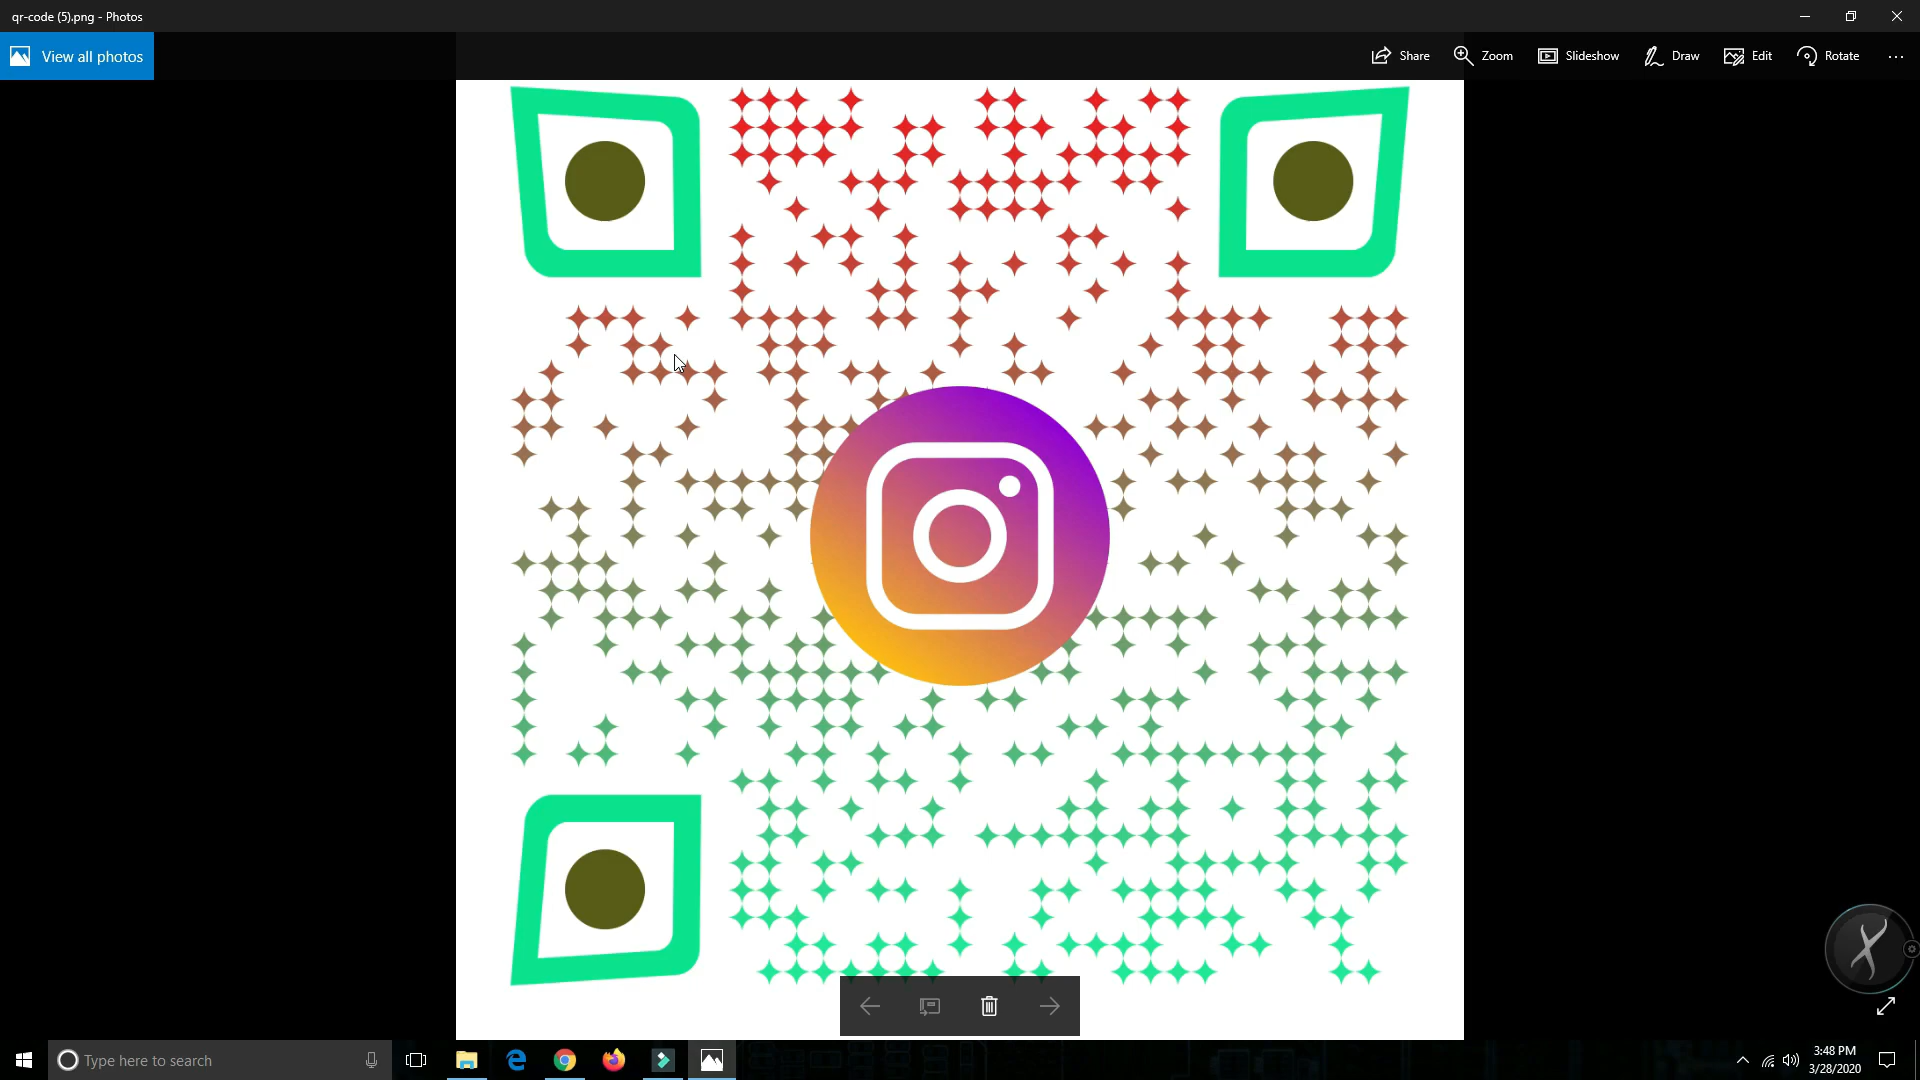 qr-code (5).png - Photos
View all photos
Share
Zoom
Slideshow
Draw
Edit
Rotate
Type here to search
3:48 PM
3/28/2020